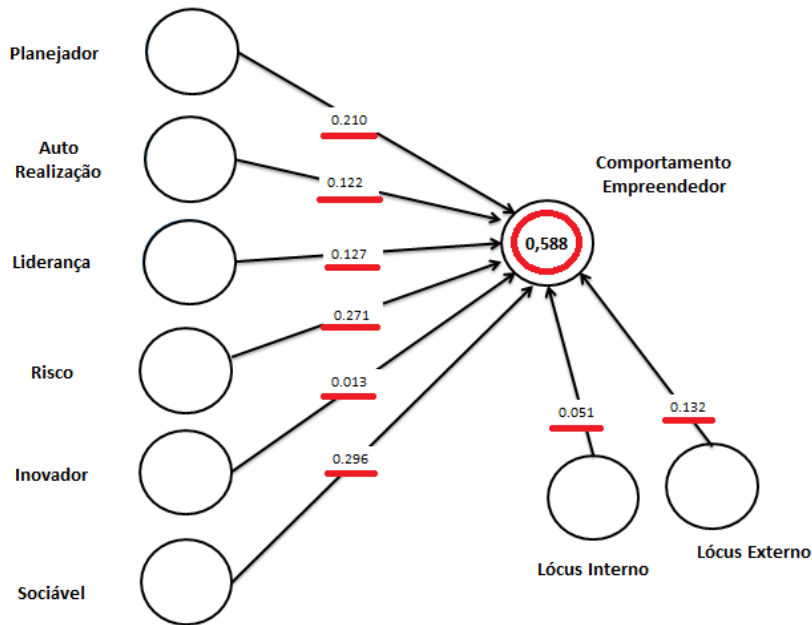 Planejador
0.210
Auto
Realização
0.122
Comportamento
Empreendedor
Liderança
0.127
0,588
Risco
0.271
Inovador
0.013
0.051
0.132
Sociável
0.296
Lócus Interno
Lócus Externo